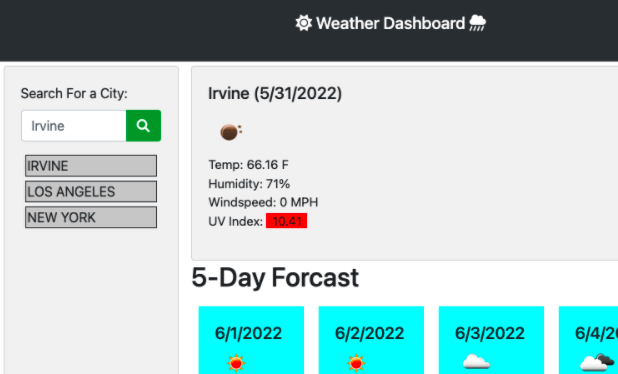 Weather Dashboard
Search For a City:
Irvine
IRVINE
LOS ANGELES
NEW YORK
Irvine (5/31/2022)
Temp: 66.16 F
Humidity: 71%
Windspeed: 0 MPH
UV Index: 10.41
5-Day Forcast
6/1/2022
6/2/2022
6/3/2022
6/4/20